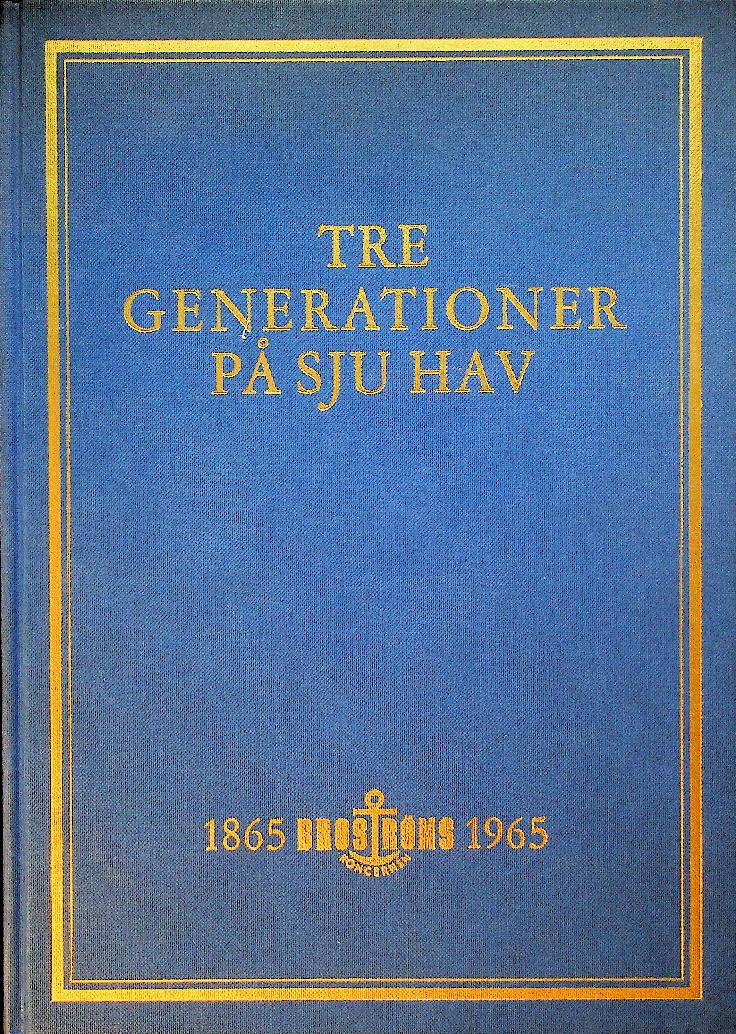 TRE
GENERATIONER
PÅ SJU HAV
1865 BROSTRÖMS 1965
KONCERNEN